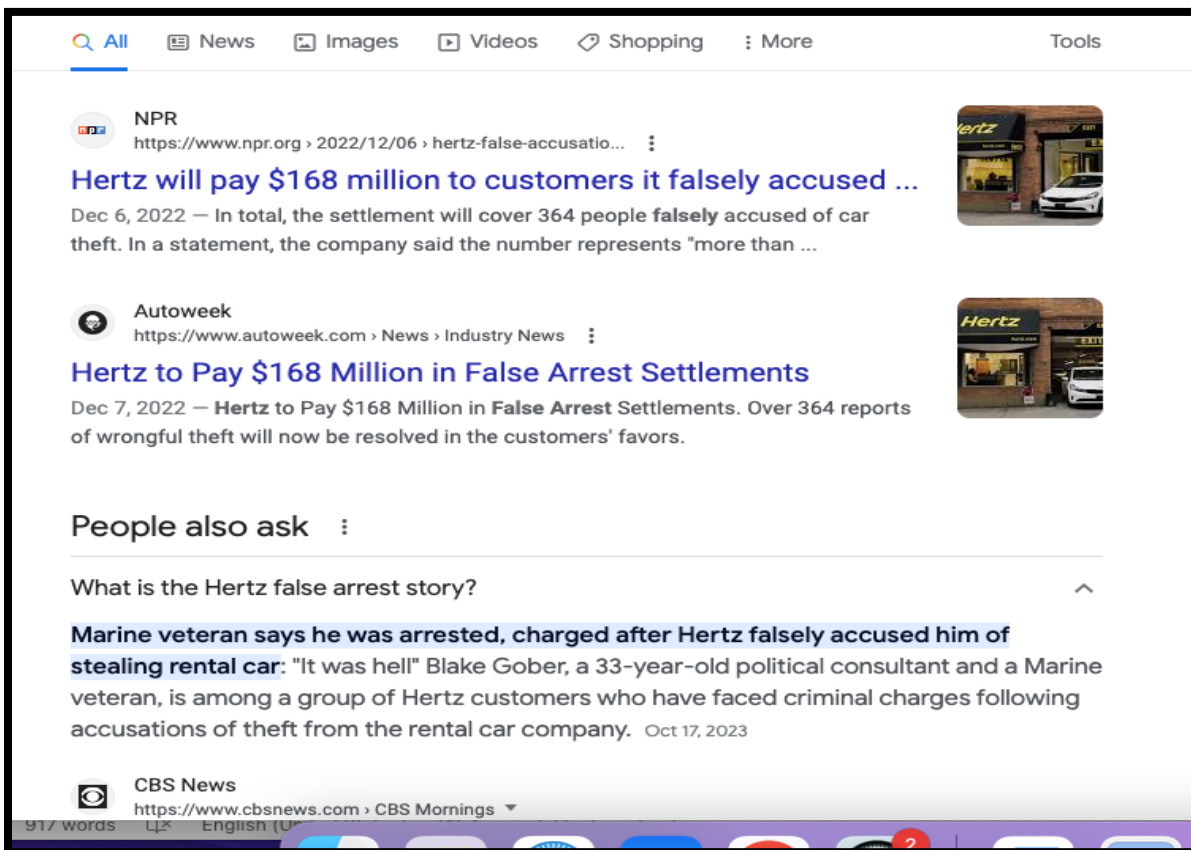 All News Images Videos Shopping More Tools
NPR
https://www.npr.org › 2022/12/06 › hertz-false-accusatio...
Hertz will pay $168 million to customers it falsely accused ...
Dec 6, 2022 — In total, the settlement will cover 364 people falsely accused of car
theft. In a statement, the company said the number represents "more than ...
Autoweek
https://www.autoweek.com › News › Industry News
Hertz to Pay $168 Million in False Arrest Settlements
Dec 7, 2022 — Hertz to Pay $168 Million in False Arrest Settlements. Over 364 reports
of wrongful theft will now be resolved in the customers' favors.
Hertz
People also ask
What is the Hertz false arrest story?
Marine veteran says he was arrested, charged after Hertz falsely accused him of
stealing rental car: "It was hell" Blake Gober, a 33-year-old political consultant and a Marine
veteran, is among a group of Hertz customers who have faced criminal charges following
accusations of theft from the rental car company. Oct 17, 2023
CBS News
https://www.cbsnews.com › CBS Mornings
917 words English
2